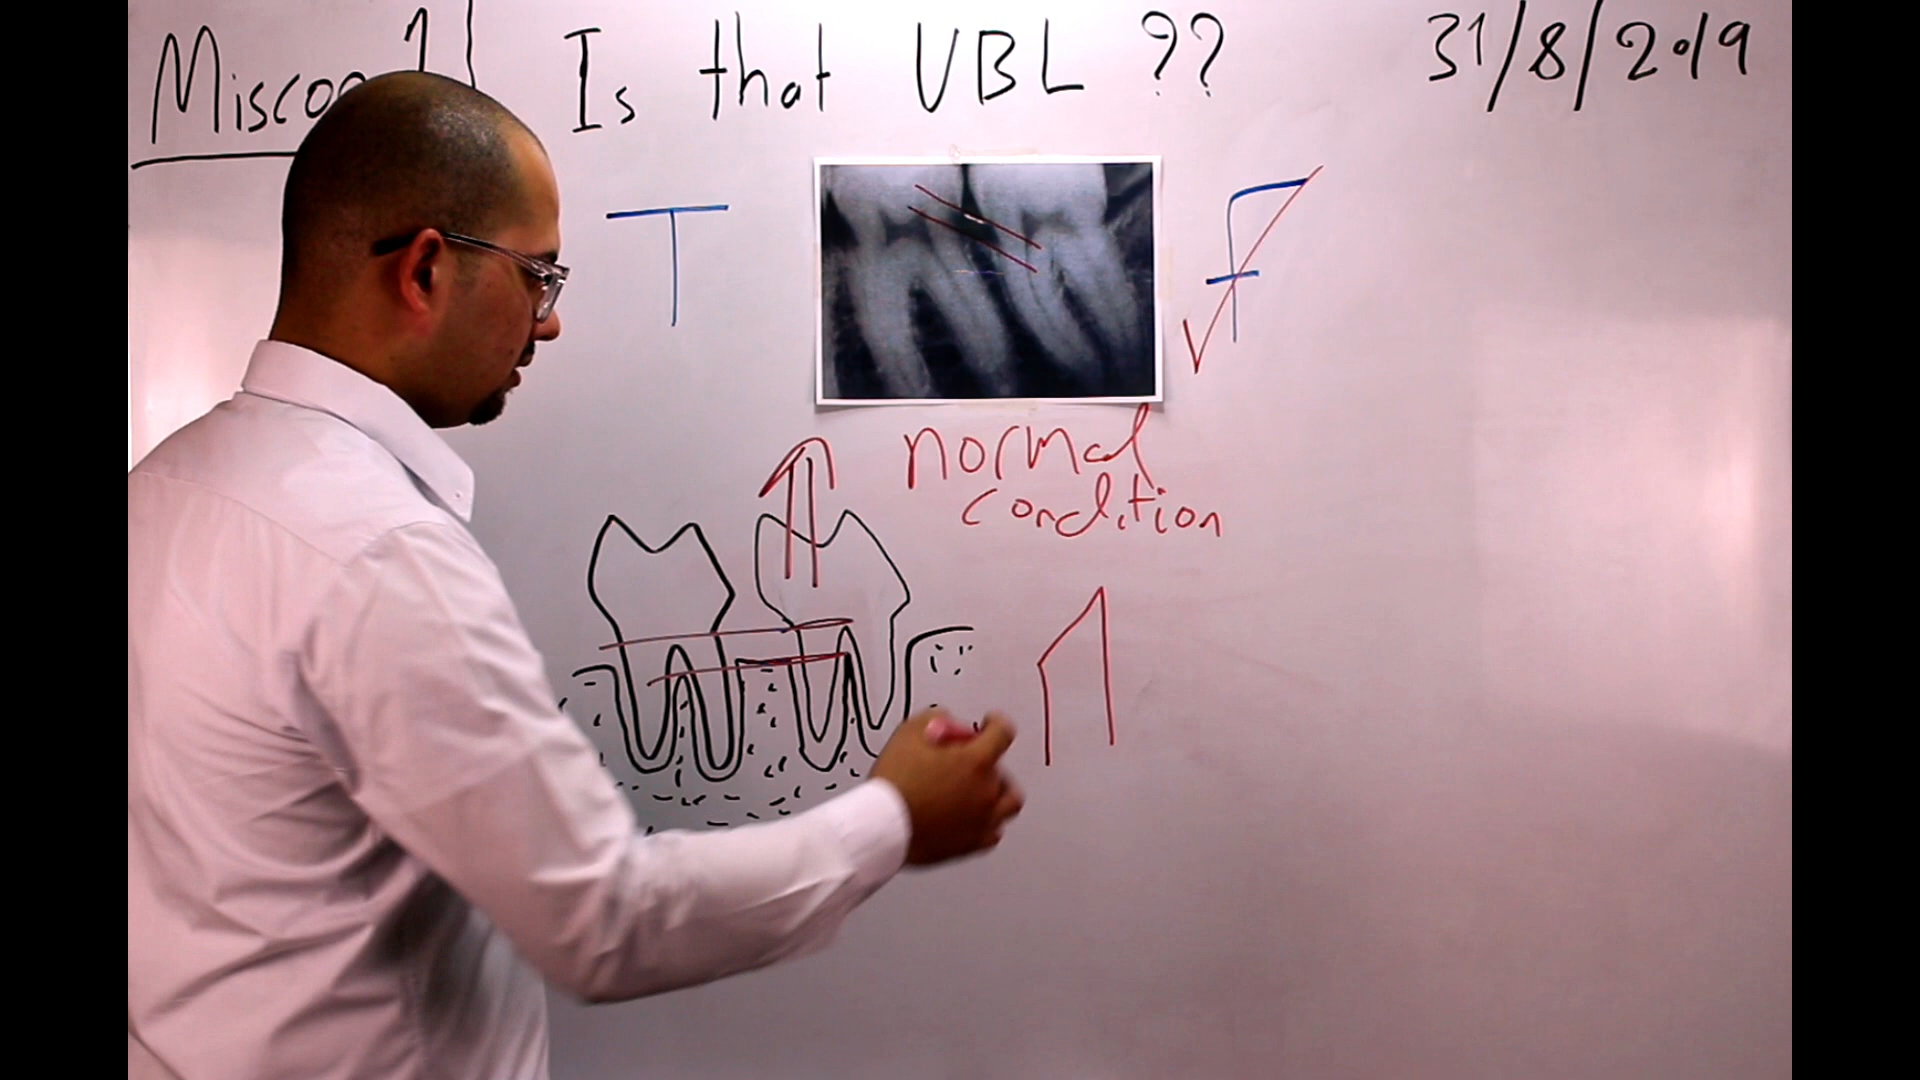 Is that VBL ??
31/8/2019
T
F
normal
condition